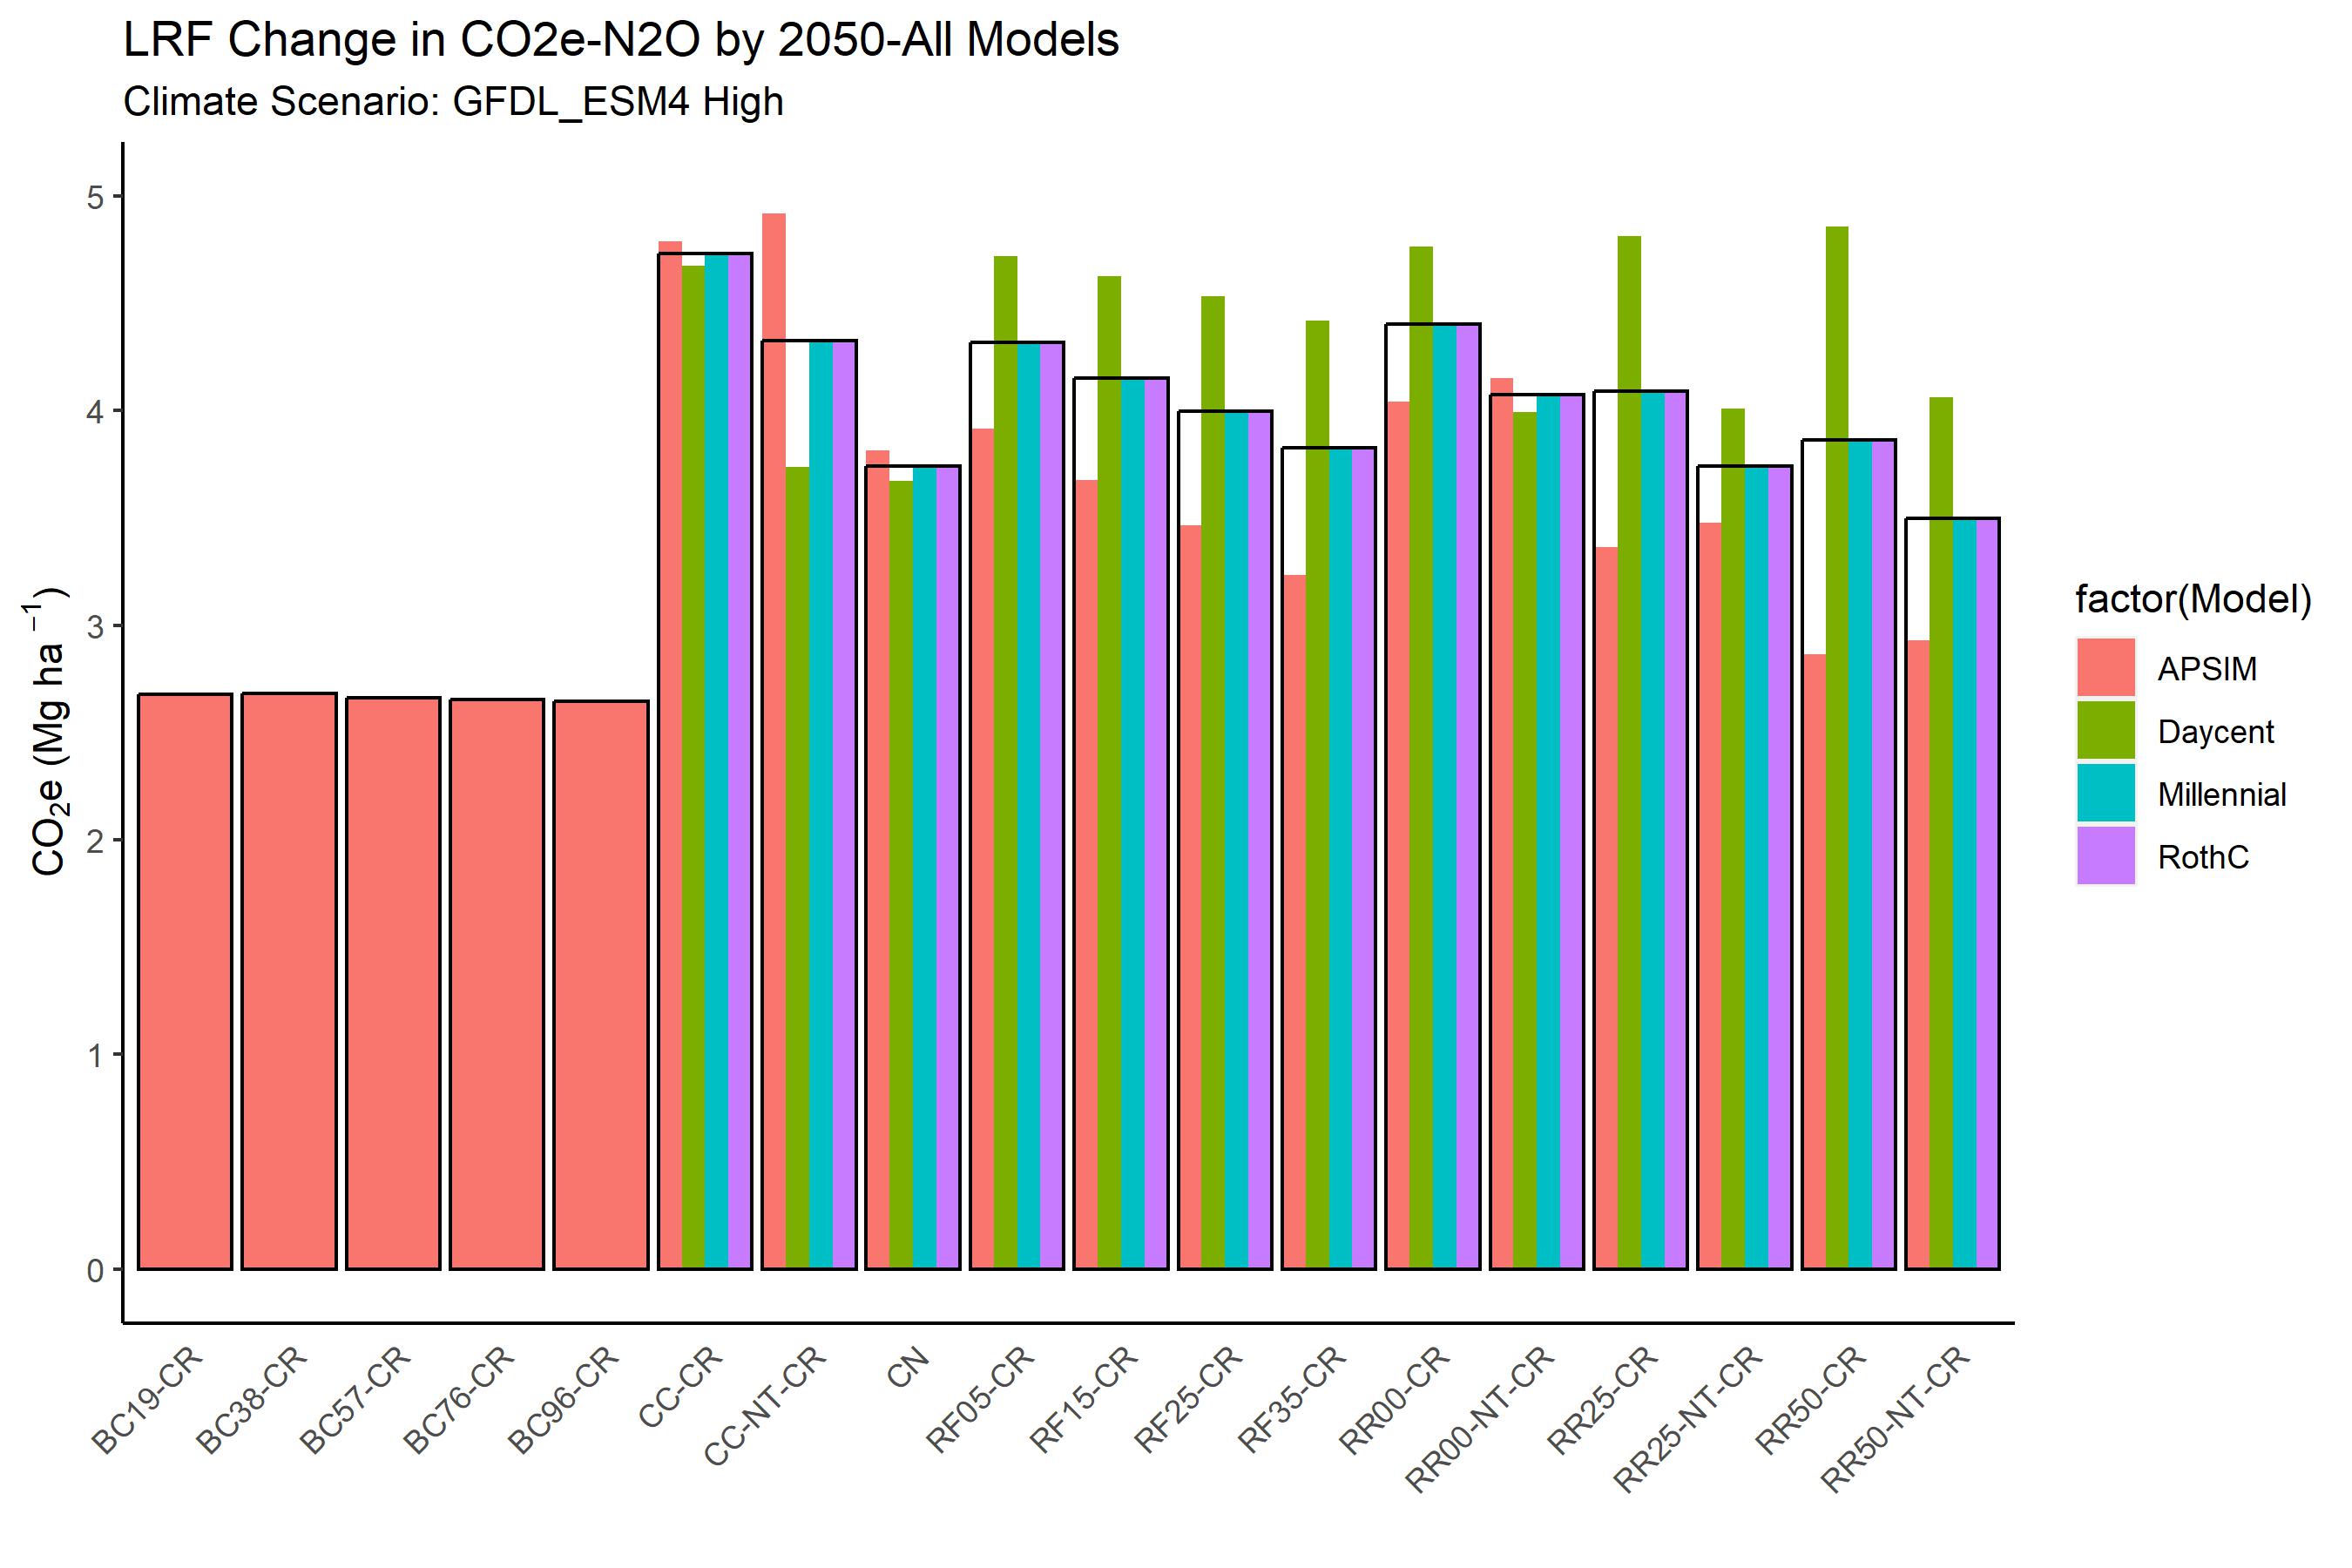 LRF Change in CO2e-N2O by 2050-All Models
Climate Scenario: GFDL_ESM4 High
CO₂e (Mg ha ⁻¹)
5
4
3
2
1
0
BC19-CR
BC38-CR
BC57-CR
BC76-CR
BC96-CR
CC-CR
CC-NT-CR
CN
RF05-CR
RF15-CR
RF25-CR
RF35-CR
RR00-CR
RR00-NT-CR
RR25-CR
RR25-NT-CR
RR50-CR
RR50-NT-CR
factor(Model)
APSIM
Daycent
Millennial
RothC